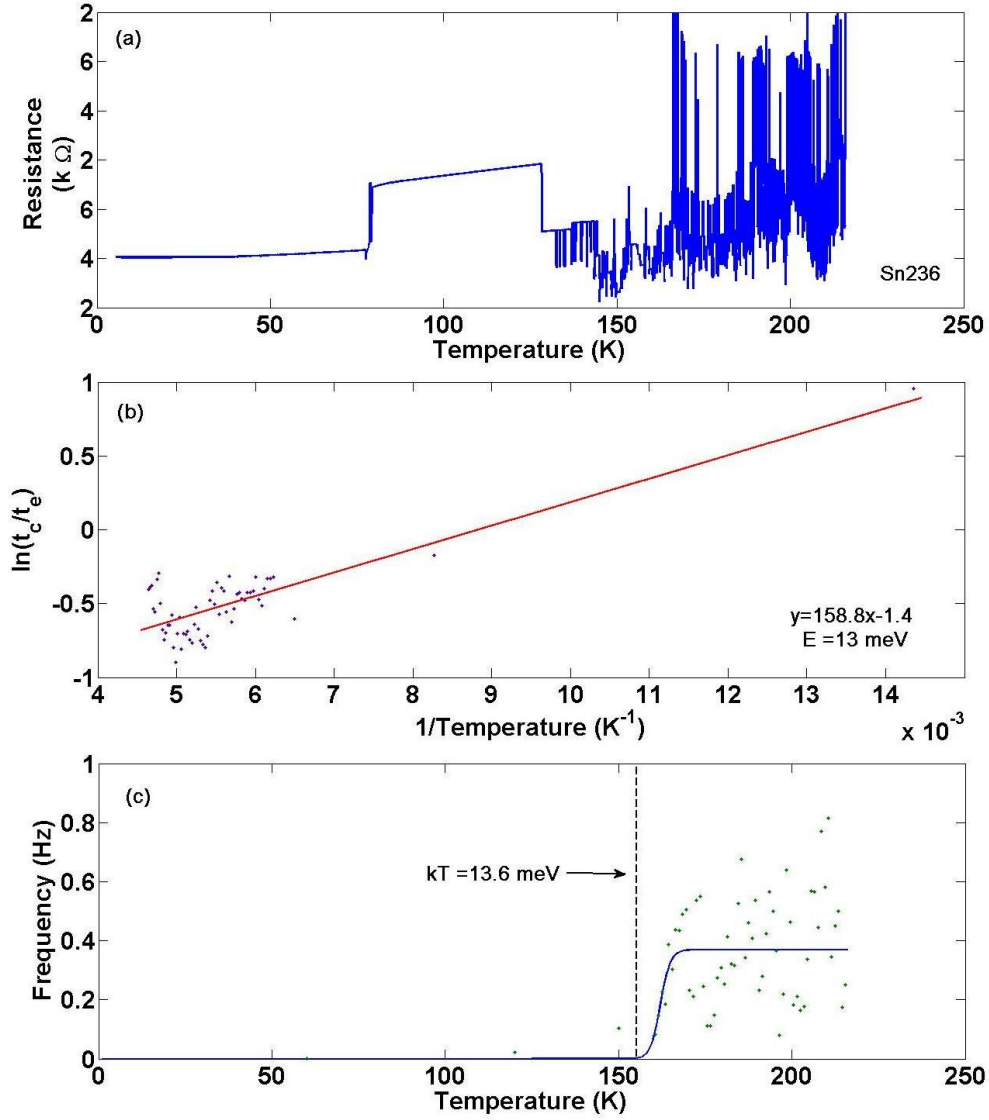 (a)
2
6
2
6
4
2
Resistance
(k Ω)
Sn236
0 50 100 150 200 250
Temperature (K)
(b)
1
0.5
0
-0.5
-1
ln(t_c/t_e)
y=158.8x-1.4
E =13 meV
4 5 6 7 8 9 10 11 12 13 14
1/Temperature (K⁻¹)
x 10⁻³
(c)
1
0.8
0.6
0.4
0.2
0
Frequency (Hz)
kT =13.6 meV
0 50 100 150 200 250
Temperature (K)